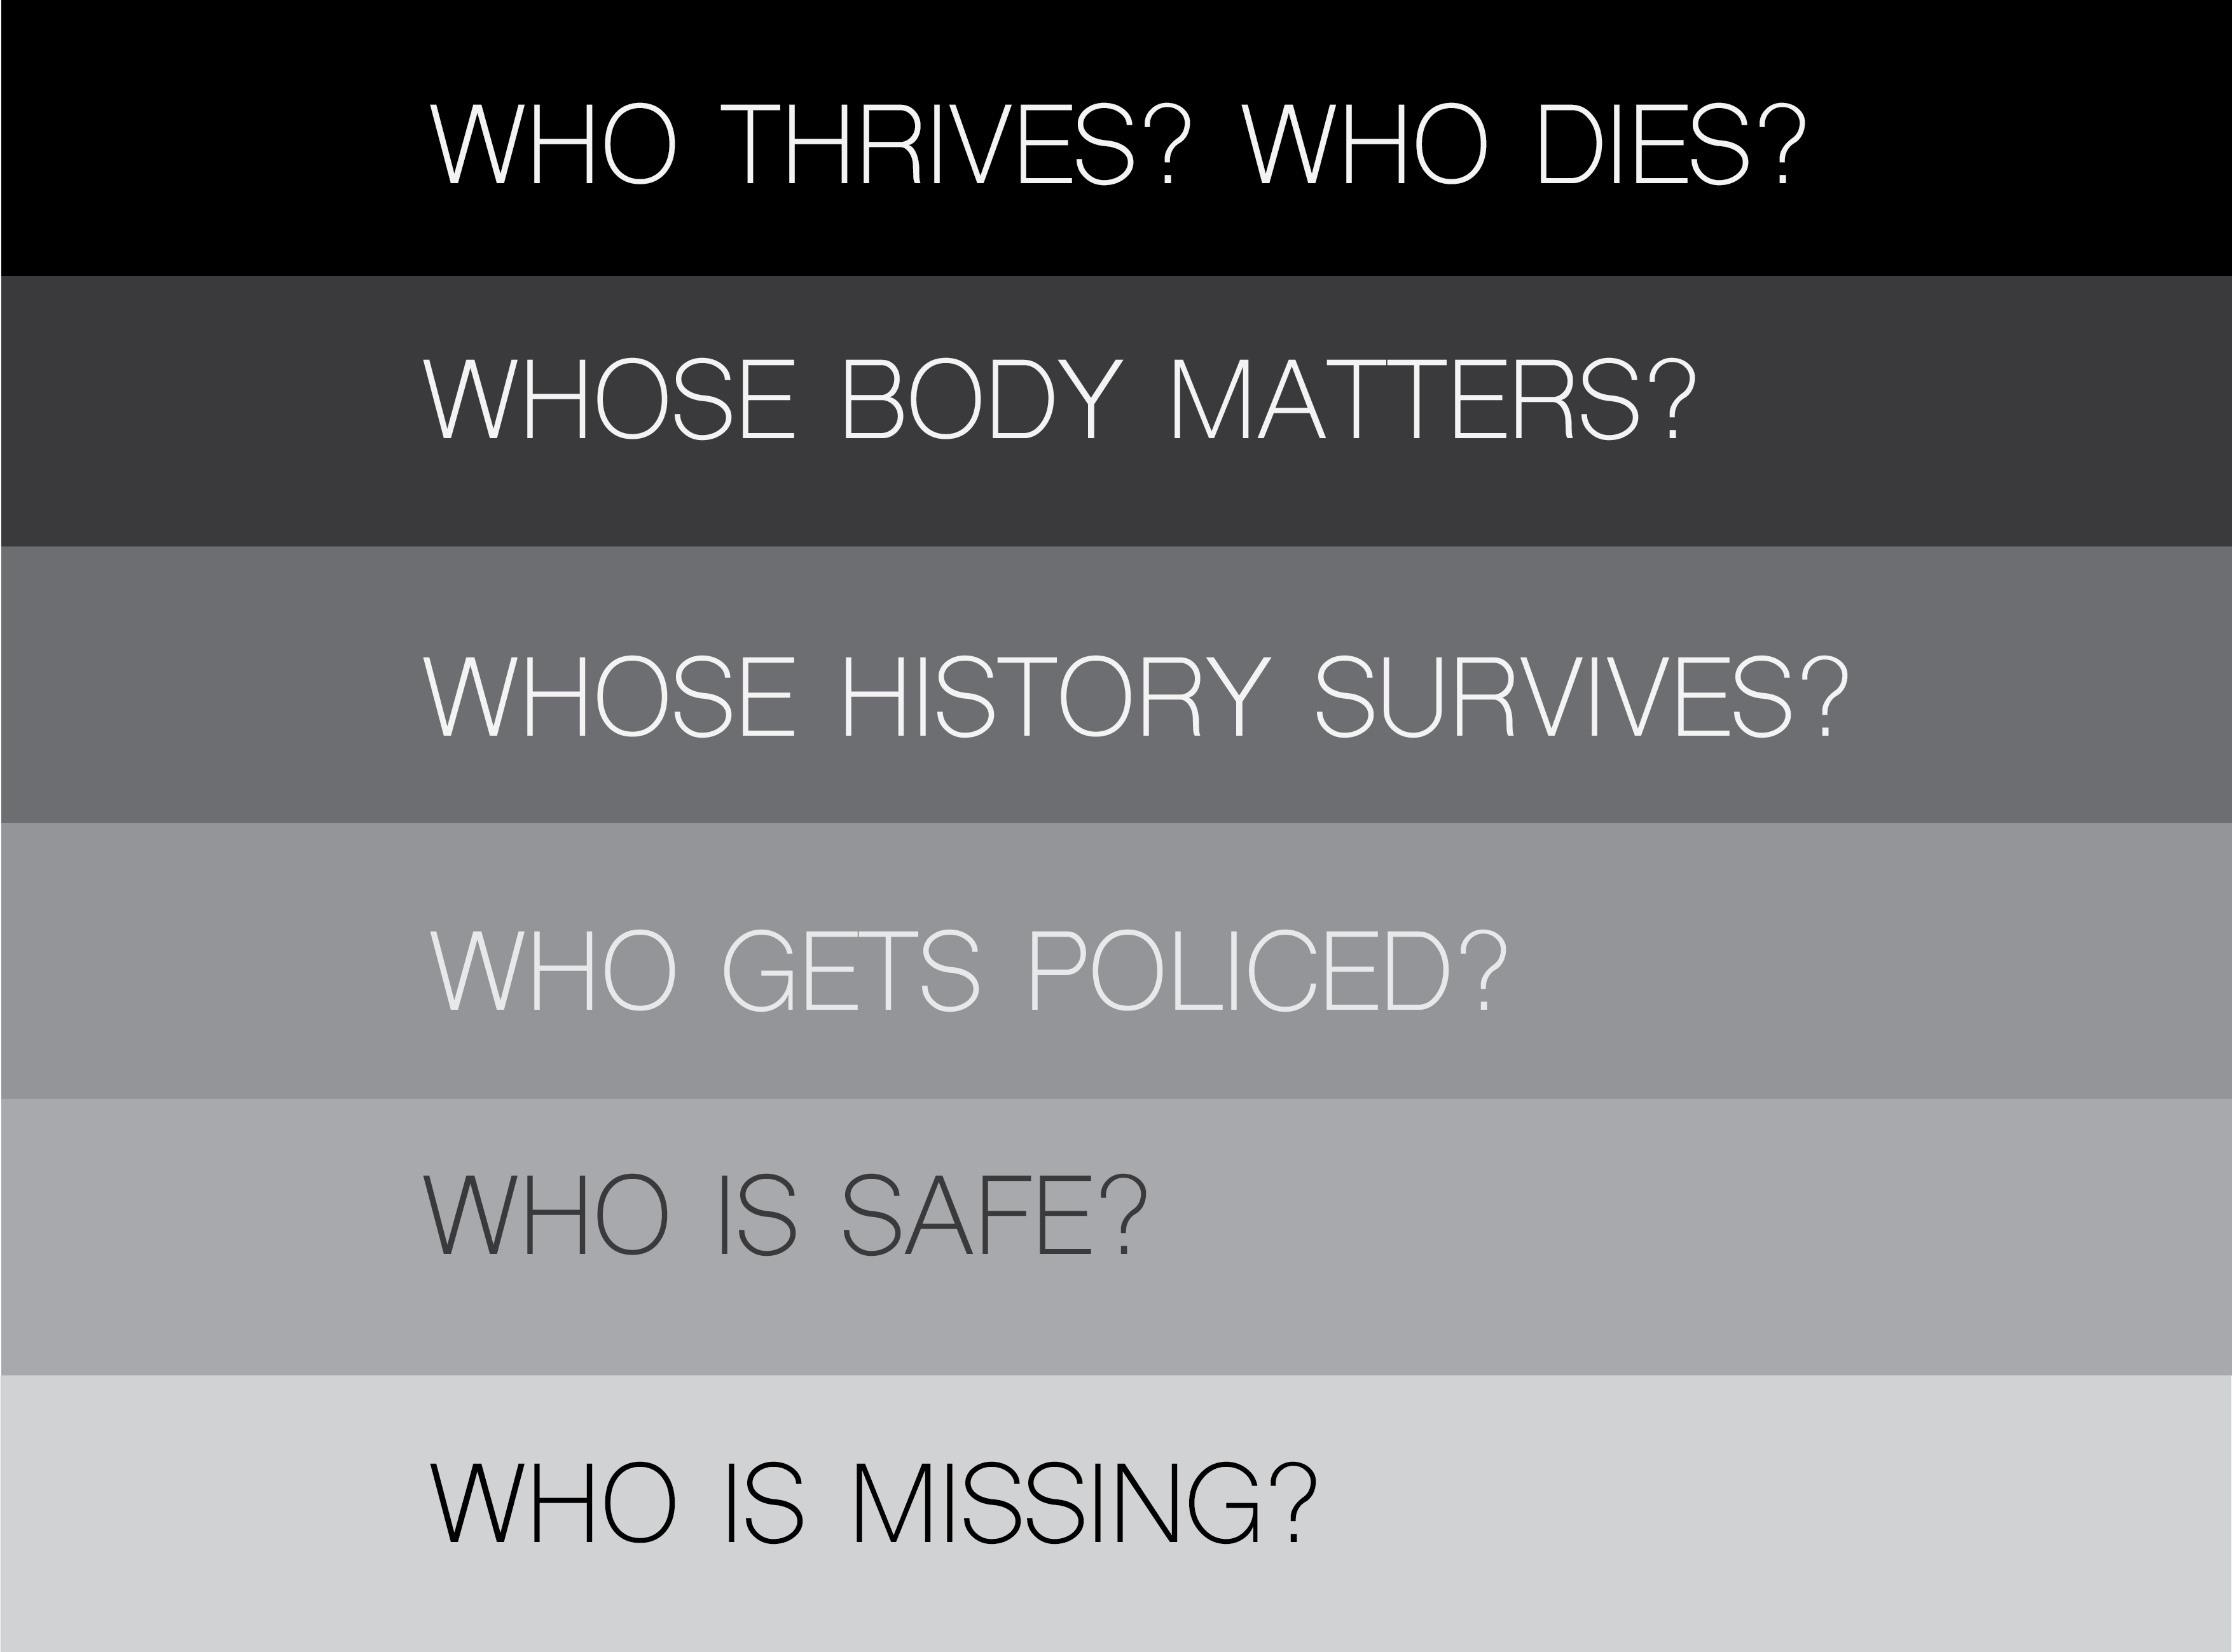 WHO THRIVES? WHO DIES?
WHOSE BODY MATTERS?
WHOSE HISTORY SURVIVES?
WHO GETS POLICED?
WHO IS SAFE?
WHO IS MISSING?